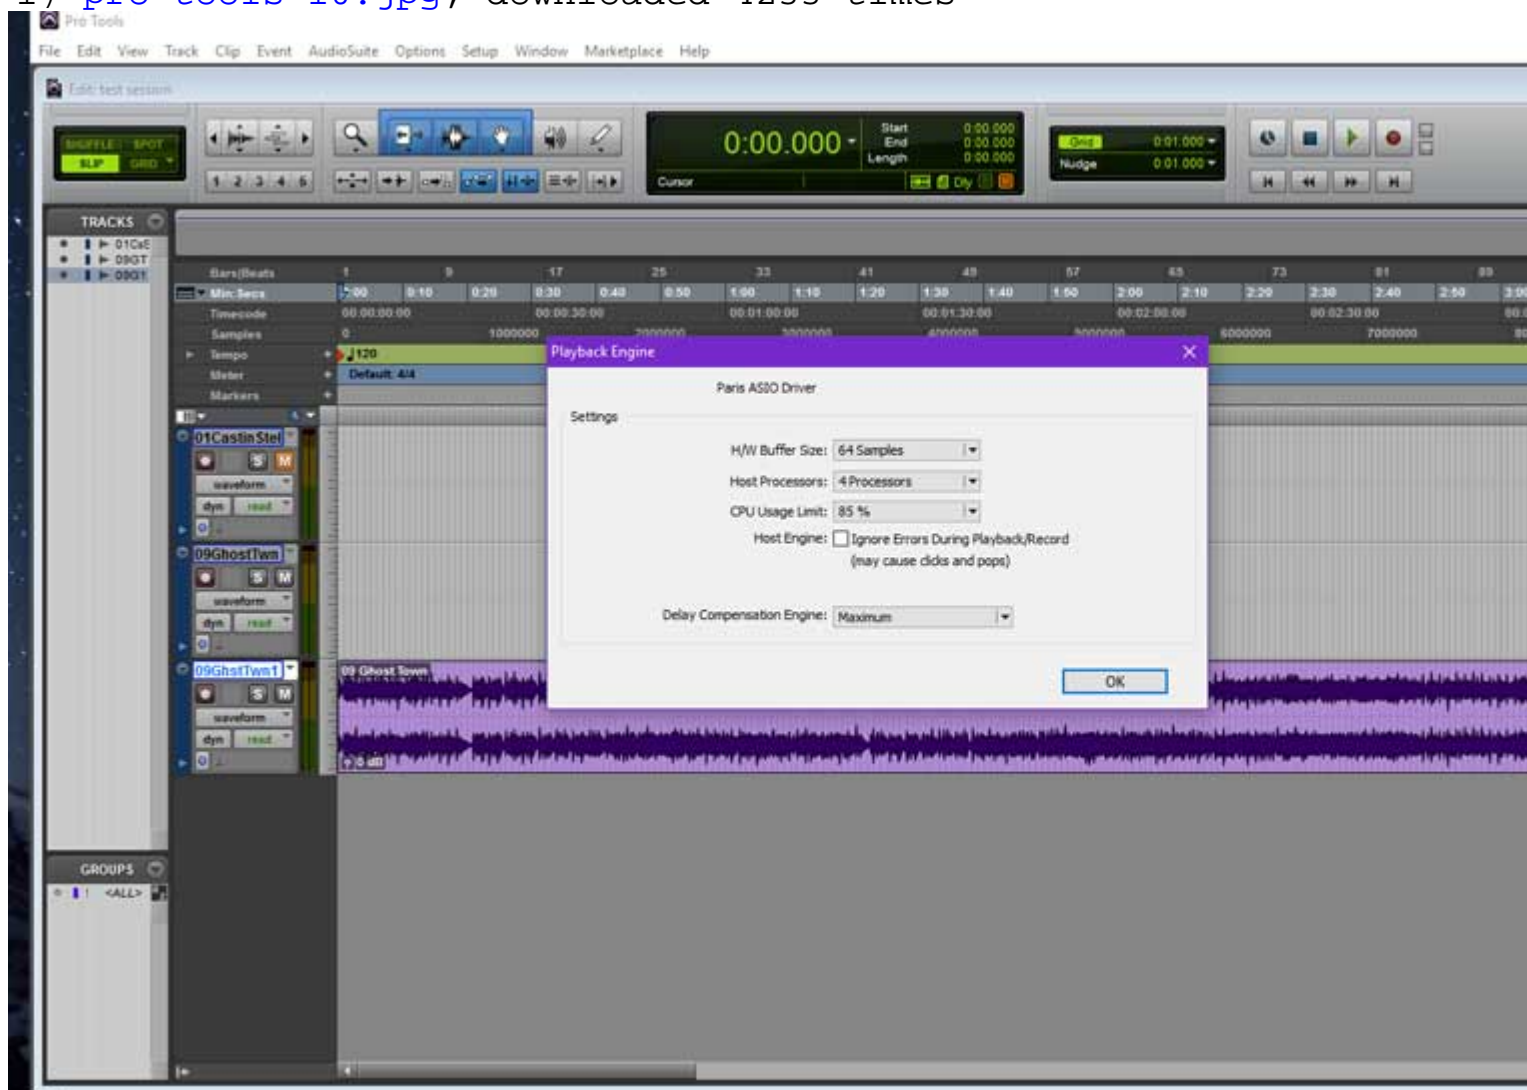 Pro Tools
File Edit View Track Clip Event AudioSuite Options Setup Window Marketplace Help
Edit: test session
SHUFFLE SPOT
SLIP GRID
1 2 3 4 5
0:00.000
Start 0:00.000
End 0:00.000
Length 0:00.000
Cursor
Dly
Grid 0:01.000
Nudge 0:01.000
TRACKS
09GT
Bars|Beats 1 9 17 25 33 41 49 57 65 73 81 89
Min:Secs 0:00 0:10 0:20 0:30 0:40 0:50 1:00 1:10 1:20 1:30 1:40 1:50 2:00 2:10 2:20 2:30 2:40 2:50
Timecode 00:00:00:00 00:00:30:00 00:01:00:00 00:01:30:00 00:02:00:00 00:02:30:00
Samples 0 1000000 2000000 3000000 4000000 5000000 6000000 7000000
Tempo 120
Meter Default: 4/4
Markers
Playback Engine
Paris ASIO Driver
Settings
H/W Buffer Size: 64 Samples
Host Processors: 4 Processors
CPU Usage Limit: 85 %
Host Engine: Ignore Errors During Playback/Record
(may cause clicks and pops)
Delay Compensation Engine: Maximum
OK
01CastinStel
S M
waveform
dyn read
09GhostTwn
S M
waveform
dyn read
09GhstTwn1
S M
waveform
dyn read
09 Ghost Town
0 dB
GROUPS
<ALL>